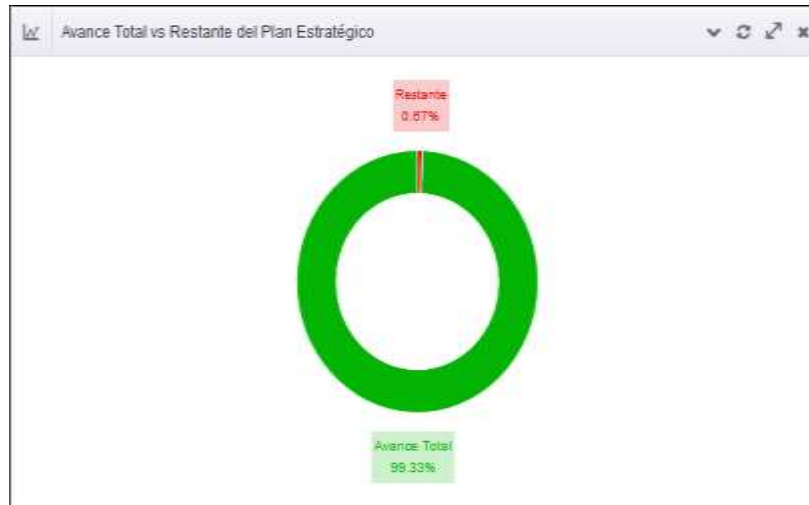 Avance Total vs Restante del Plan Estratégico
Restante
0.67%
Avance Total
99.33%